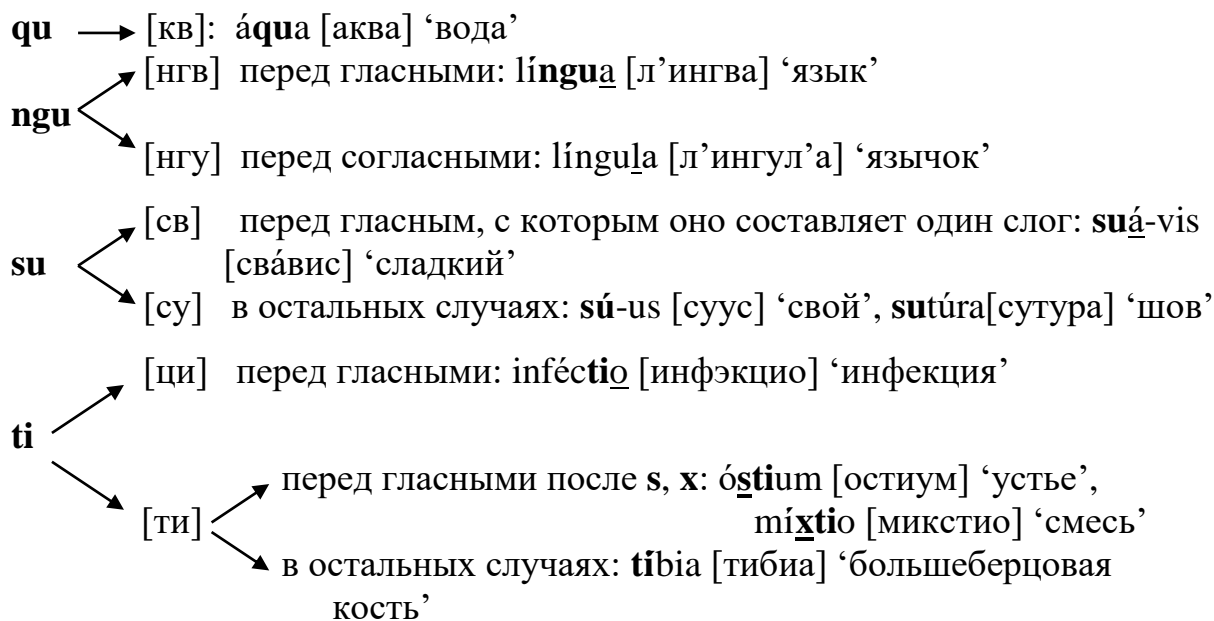 qu → [кв]: áqua [аква] ‘вода’
[нгв] перед гласными: língua [л’ингва] ‘язык’
ngu
[нгу] перед согласными: língula [л’ингул’а] ‘язычок’
[св] перед гласным, с которым оно составляет один слог: suá-vis
su [свáвис] ‘сладкий’
[су] в остальных случаях: sú-us [суус] ‘свой’, sutúra[сутура] ‘шов’
[ци] перед гласными: inféctio [инфэкцио] ‘инфекция’
ti
перед гласными после s, x: óstium [остиум] ‘устье’,
[ти] míxtio [микстио] ‘смесь’
в остальных случаях: tíbia [тибиа] ‘большеберцовая
кость’